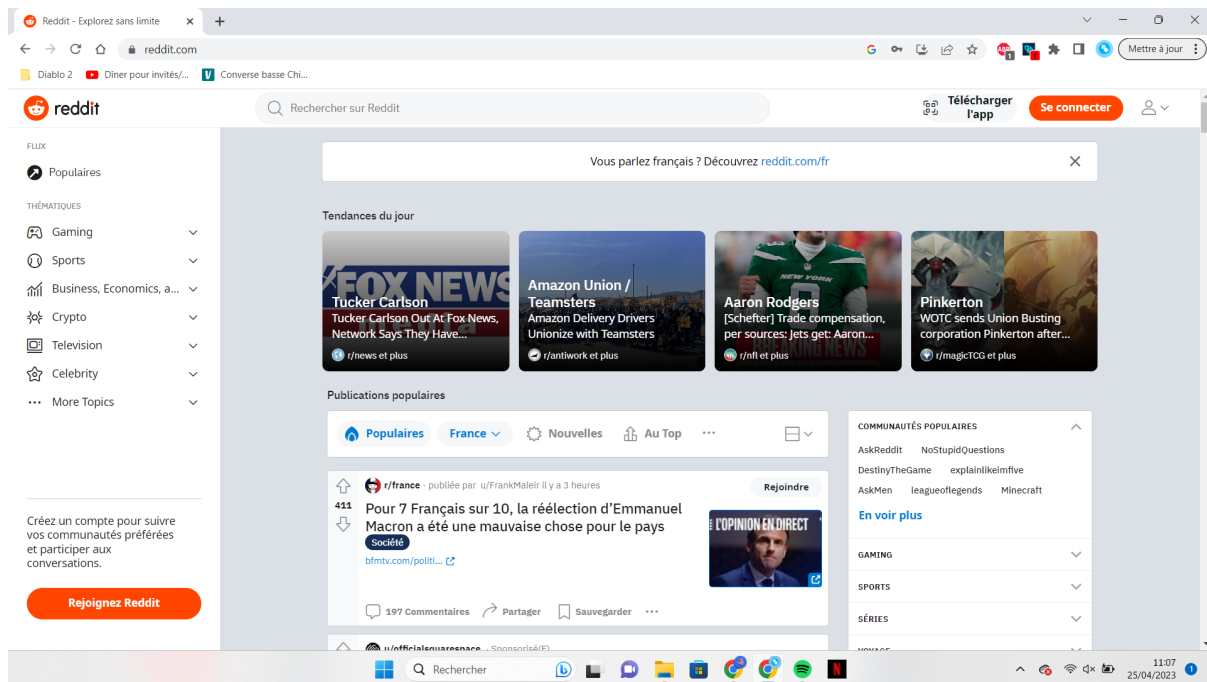 Reddit - Explorez sans limite
reddit.com
Mettre à jour
Diablo 2
Dîner pour invités/...
Converse basse Chi...
reddit
Rechercher sur Reddit
Télécharger
l'app
Se connecter
FLUX
Populaires
THÉMATIQUES
Gaming
Sports
Business, Economics, a...
Crypto
Television
Celebrity
More Topics
Créez un compte pour suivre
vos communautés préférées
et participer aux
conversations.
Rejoignez Reddit
Vous parlez français ? Découvrez reddit.com/fr
Tendances du jour
FOX NEWS
media
Tucker Carlson
Tucker Carlson Out At Fox News,
Network Says They Have...
r/news et plus
Amazon Union /
Teamsters
Amazon Delivery Drivers
Unionize with Teamsters
r/antiwork et plus
NEW YORK
BREAKING NEWS
Aaron Rodgers
[Schefter] Trade compensation,
per sources: Jets get: Aaron...
r/nfl et plus
Pinkerton
WOTC sends Union Busting
corporation Pinkerton after...
r/magicTCG et plus
Publications populaires
Populaires
France
Nouvelles
Au Top
r/france · publiée par u/FrankMaleir il y a 3 heures
Rejoindre
411
Pour 7 Français sur 10, la réélection d'Emmanuel
Macron a été une mauvaise chose pour le pays
Société
bfmtv.com/politi...
L'OPINION EN DIRECT
197 Commentaires
Partager
Sauvegarder
u/officialsquarespace · Sponsorisé(E)
COMMUNAUTÉS POPULAIRES
AskReddit NoStupidQuestions
DestinyTheGame explainlikeimfive
AskMen leagueoflegends Minecraft
En voir plus
GAMING
SPORTS
SÉRIES
VOYAGE
Rechercher
11:07
25/04/2023
1